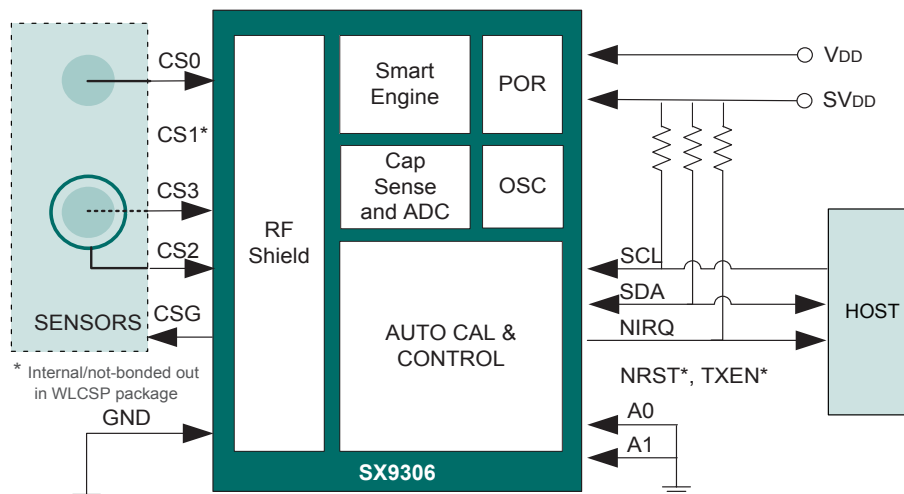 CS0
CS1*
CS3
CS2
CSG
SENSORS
* Internal/not-bonded out
in WLCSP package
GND
RF
Shield
Smart
Engine
POR
Cap
Sense
and ADC
OSC
AUTO CAL &
CONTROL
SX9306
VDD
SVDD
SCL
SDA
NIRQ
NRST*, TXEN*
A0
A1
HOST